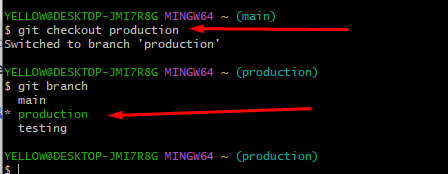 YELLOW@DESKTOP-JMI7R8G MINGW64 ~ (main)
$ git checkout production
Switched to branch 'production'
YELLOW@DESKTOP-JMI7R8G MINGW64 ~ (production)
$ git branch
  main
* production
  testing
YELLOW@DESKTOP-JMI7R8G MINGW64 ~ (production)
$